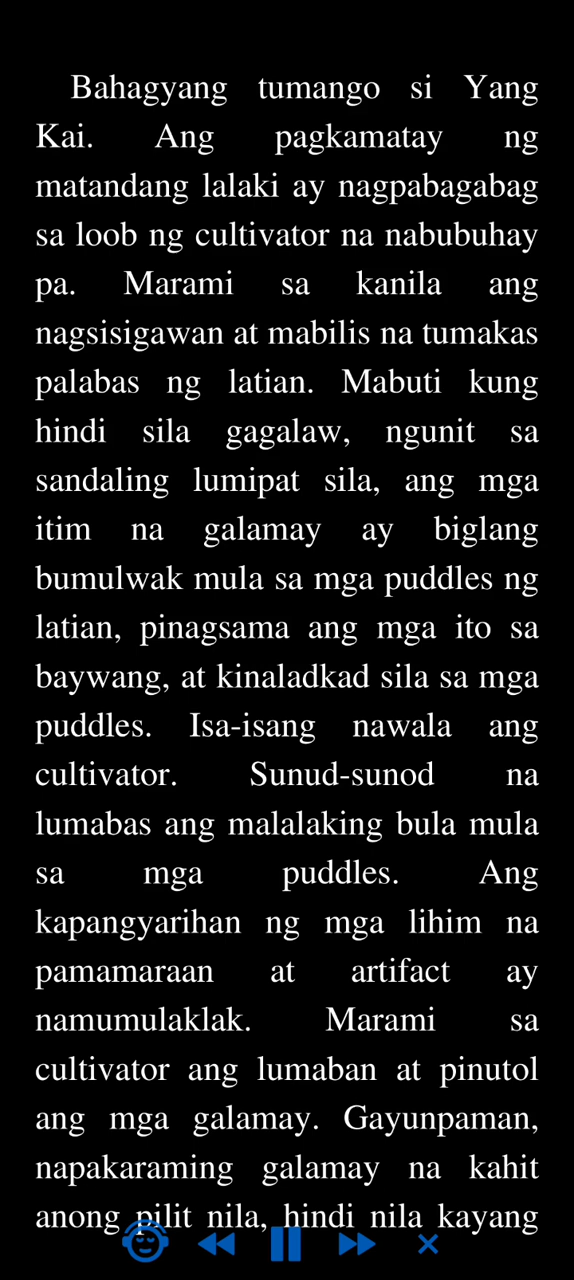 Bahagyang tumango si Yang
Kai. Ang pagkamatay ng
matandang lalaki ay nagpabagabag
sa loob ng cultivator na nabubuhay
pa. Marami sa kanila ang
nagsisigawan at mabilis na tumakas
palabas ng latian. Mabuti kung
hindi sila gagalaw, ngunit sa
sandaling lumipat sila, ang mga
itim na galamay ay biglang
bumulwak mula sa mga puddles ng
latian, pinagsama ang mga ito sa
baywang, at kinaladkad sila sa mga
puddles. Isa-isang nawala ang
cultivator. Sunud-sunod na
lumabas ang malalaking bula mula
sa mga puddles. Ang
kapangyarihan ng mga lihim na
pamamaraan at artifact ay
namumulaklak. Marami sa
cultivator ang lumaban at pinutol
ang mga galamay. Gayunpaman,
napakaraming galamay na kahit
anong pilit nila, hindi nila kayang